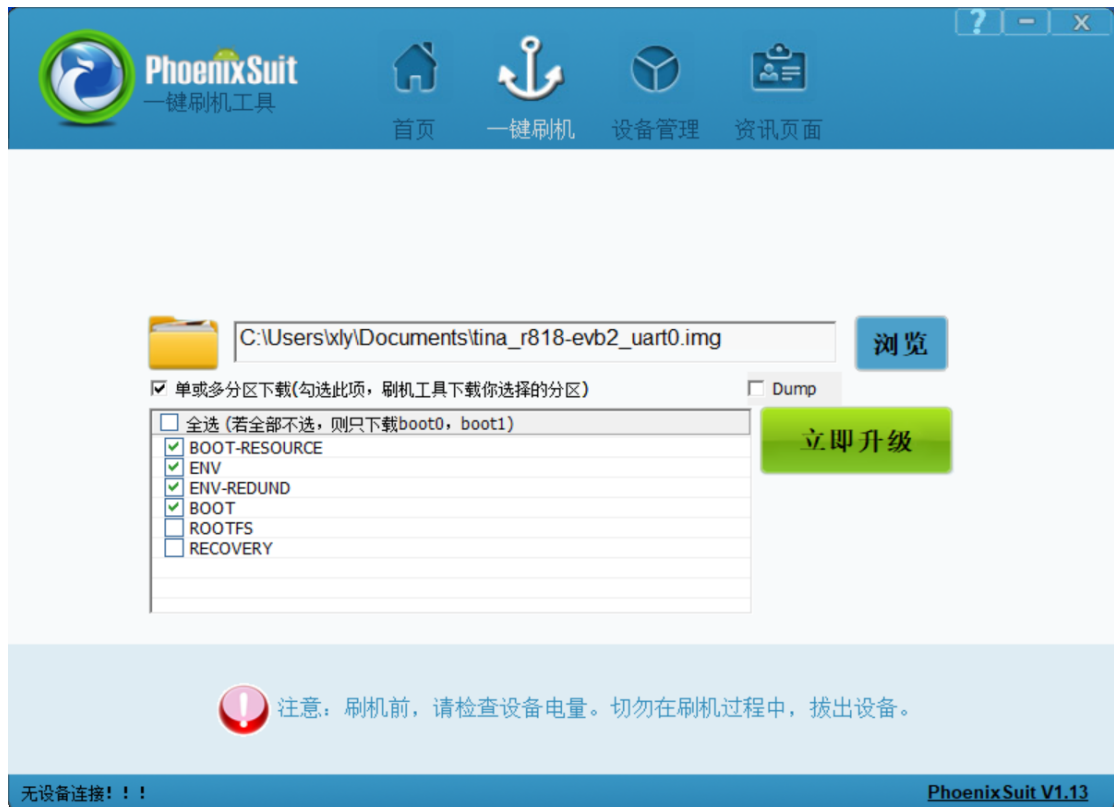 ? － X
PhoenixSuit
一键刷机工具
首页 一键刷机 设备管理 资讯页面
C:\Users\xly\Documents\tina_r818-evb2_uart0.img
浏览
单或多分区下载(勾选此项，刷机工具下载你选择的分区)
Dump
全选 (若全部不选，则只下载boot0，boot1)
立即升级
BOOT-RESOURCE
ENV
ENV-REDUND
BOOT
ROOTFS
RECOVERY
注意：刷机前，请检查设备电量。切勿在刷机过程中，拔出设备。
无设备连接！！！
PhoenixSuit V1.13